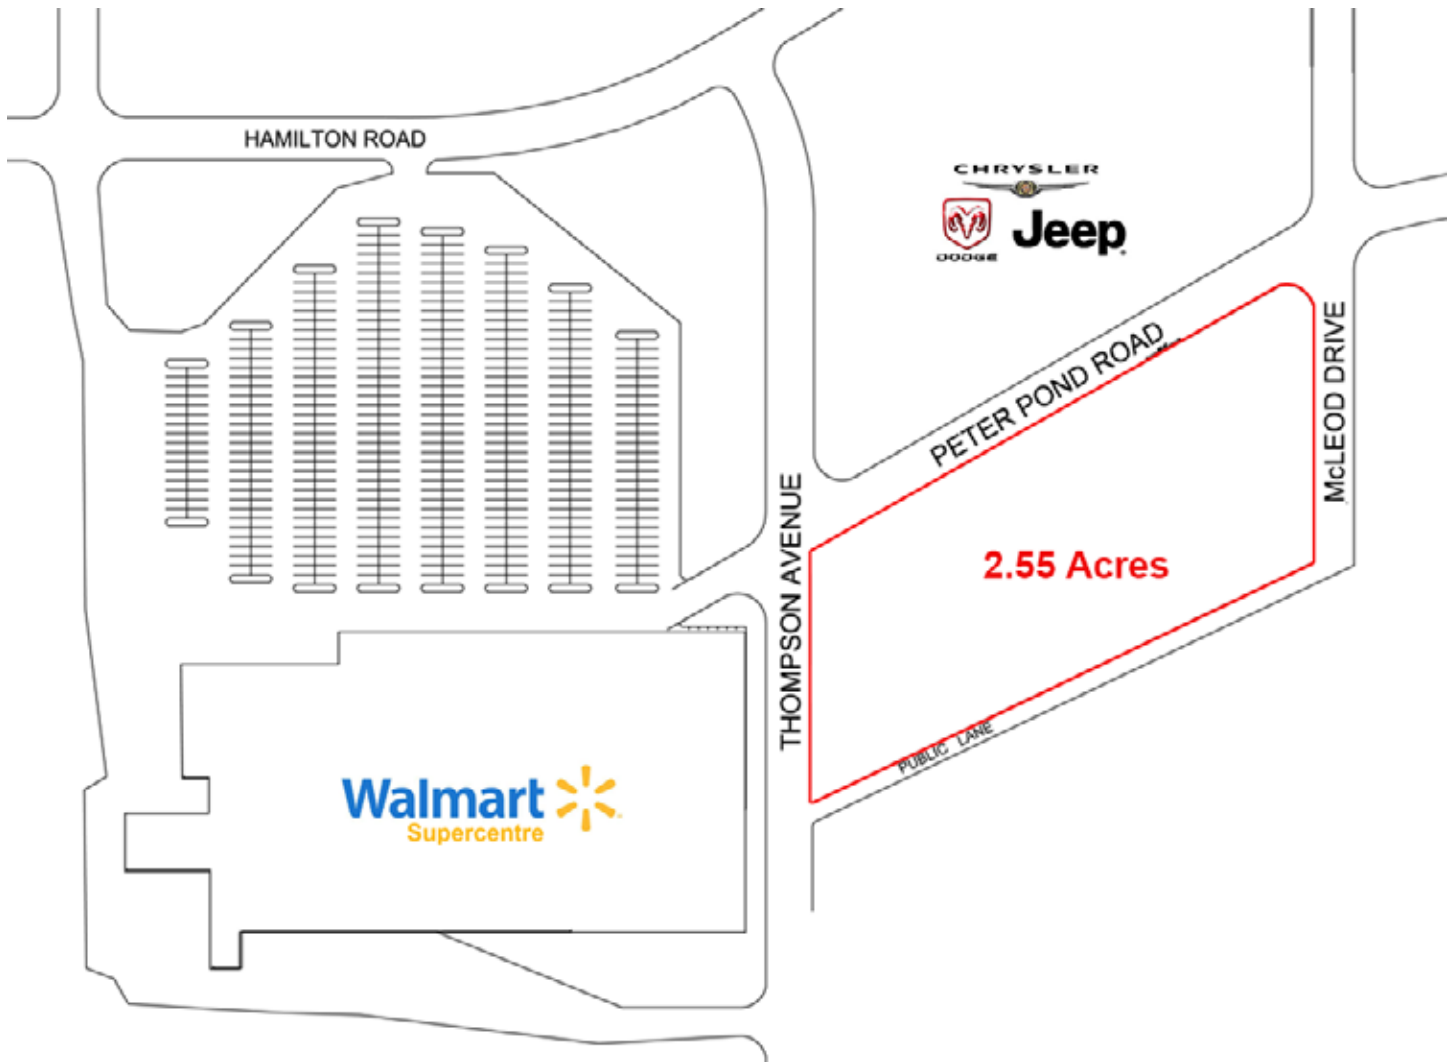 HAMILTON ROAD
CHRYSLER
DODGE
Jeep
PETER POND ROAD
McLEOD DRIVE
THOMPSON AVENUE
2.55 Acres
PUBLIC LANE
Walmart
Supercentre